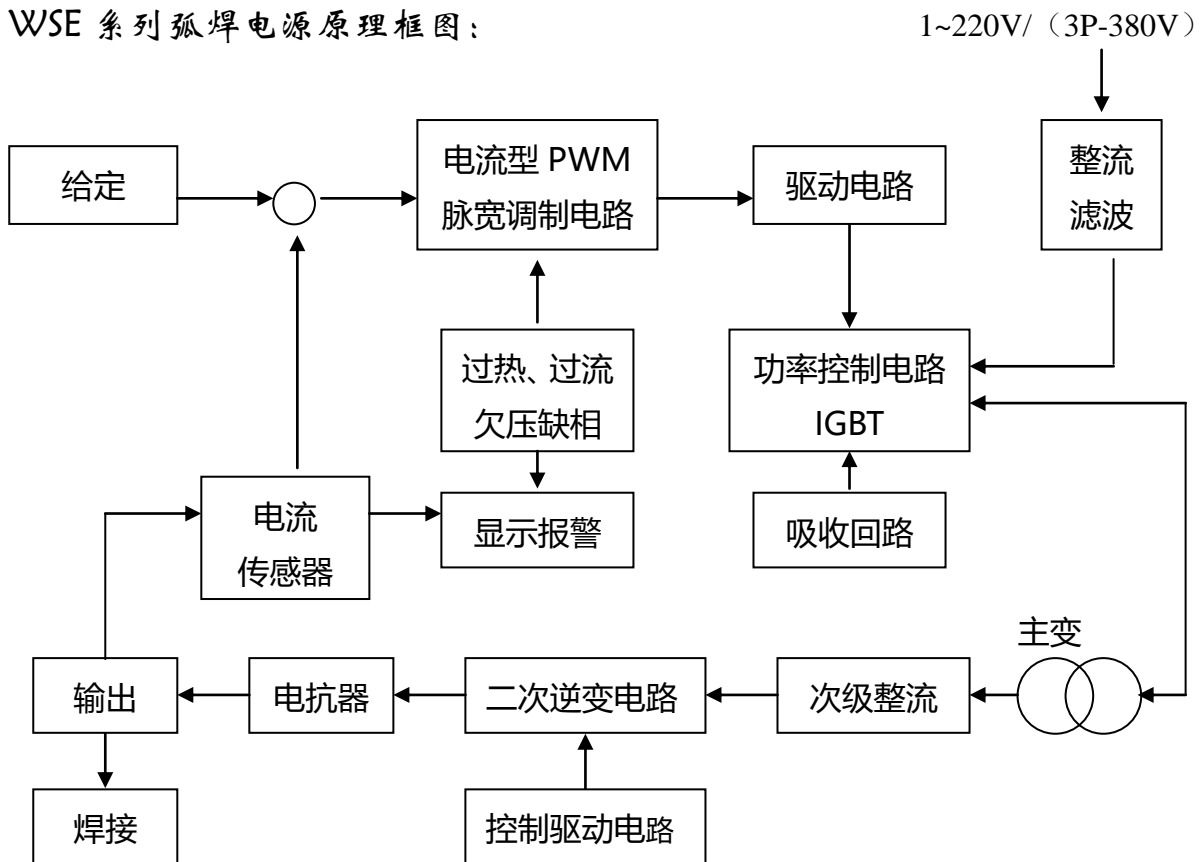 WSE 系列弧焊电源原理框图：
1~220V/（3P-380V）
给定
电流型 PWM
脉宽调制电路
驱动电路
整流
滤波
过热、过流
欠压缺相
功率控制电路
IGBT
电流
传感器
显示报警
吸收回路
主变
输出
电抗器
二次逆变电路
次级整流
焊接
控制驱动电路